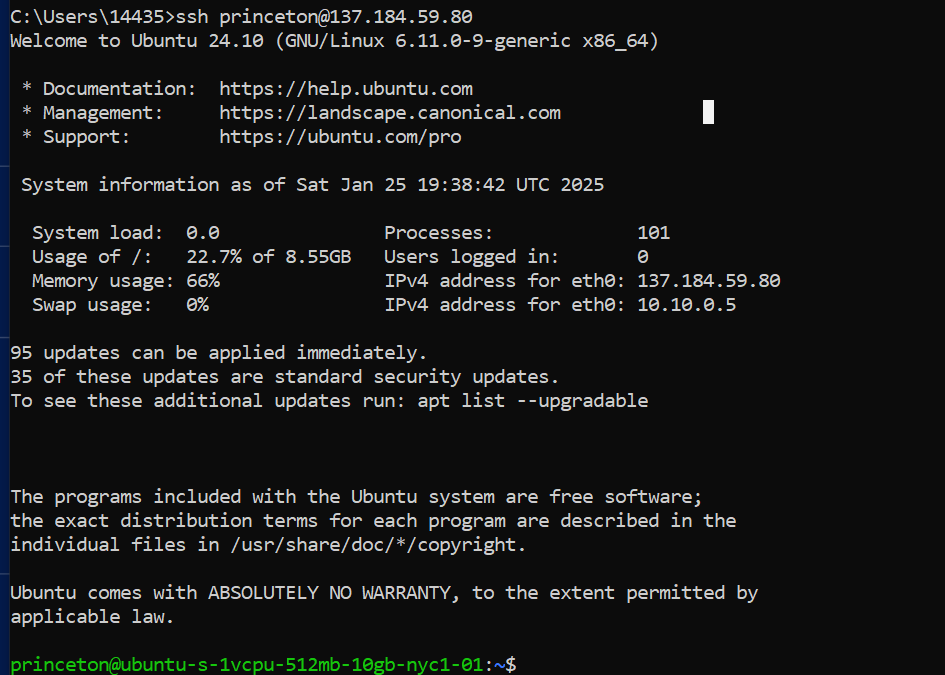 C:\Users\14435>ssh princeton@137.184.59.80
Welcome to Ubuntu 24.10 (GNU/Linux 6.11.0-9-generic x86_64)
* Documentation: https://help.ubuntu.com
* Management: https://landscape.canonical.com
* Support: https://ubuntu.com/pro
System information as of Sat Jan 25 19:38:42 UTC 2025
System load: 0.0 Processes: 101
Usage of /: 22.7% of 8.55GB Users logged in: 0
Memory usage: 66% IPv4 address for eth0: 137.184.59.80
Swap usage: 0% IPv4 address for eth0: 10.10.0.5
95 updates can be applied immediately.
35 of these updates are standard security updates.
To see these additional updates run: apt list --upgradable
The programs included with the Ubuntu system are free software;
the exact distribution terms for each program are described in the
individual files in /usr/share/doc/*/copyright.
Ubuntu comes with ABSOLUTELY NO WARRANTY, to the extent permitted by
applicable law.
princeton@ubuntu-s-1vcpu-512mb-10gb-nyc1-01:~$